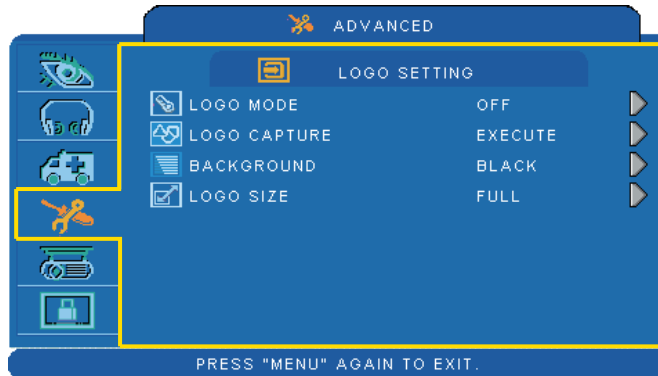 ADVANCED
LOGO SETTING
LOGO MODE OFF
LOGO CAPTURE EXECUTE
BACKGROUND BLACK
LOGO SIZE FULL
PRESS "MENU" AGAIN TO EXIT.